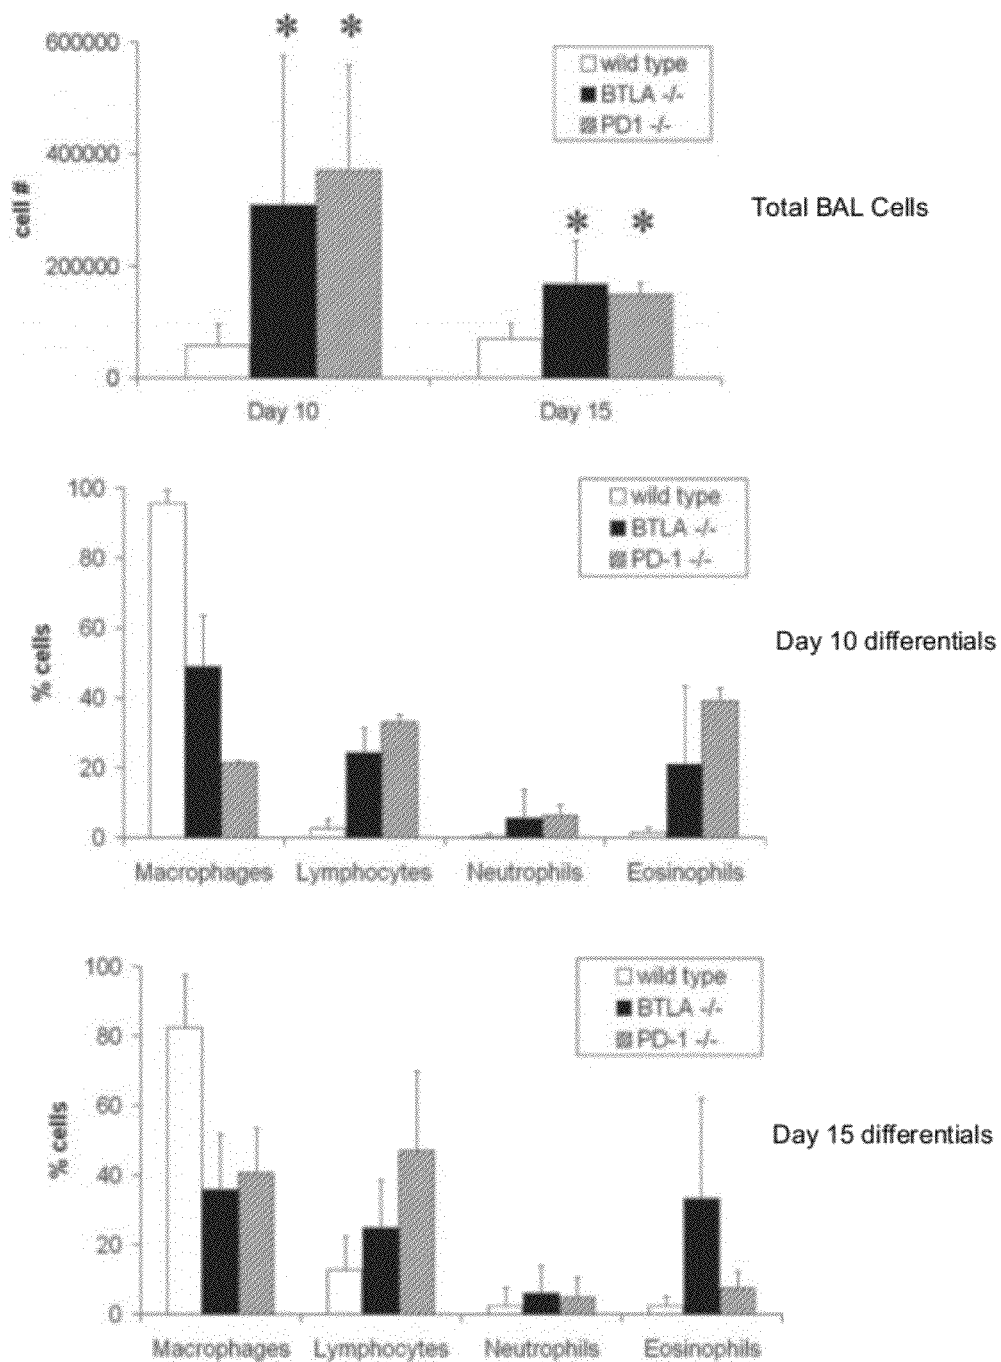 600000
400000
200000
0
cell #
* *
* *
wild type
BTLA -/-
PD1 -/-
Day 10 Day 15
Total BAL Cells
100
80
60
40
20
0
% cells
wild type
BTLA -/-
PD-1 -/-
Macrophages Lymphocytes Neutrophils Eosinophils
Day 10 differentials
100
80
60
40
20
0
% cells
wild type
BTLA -/-
PD-1 -/-
Macrophages Lymphocytes Neutrophils Eosinophils
Day 15 differentials